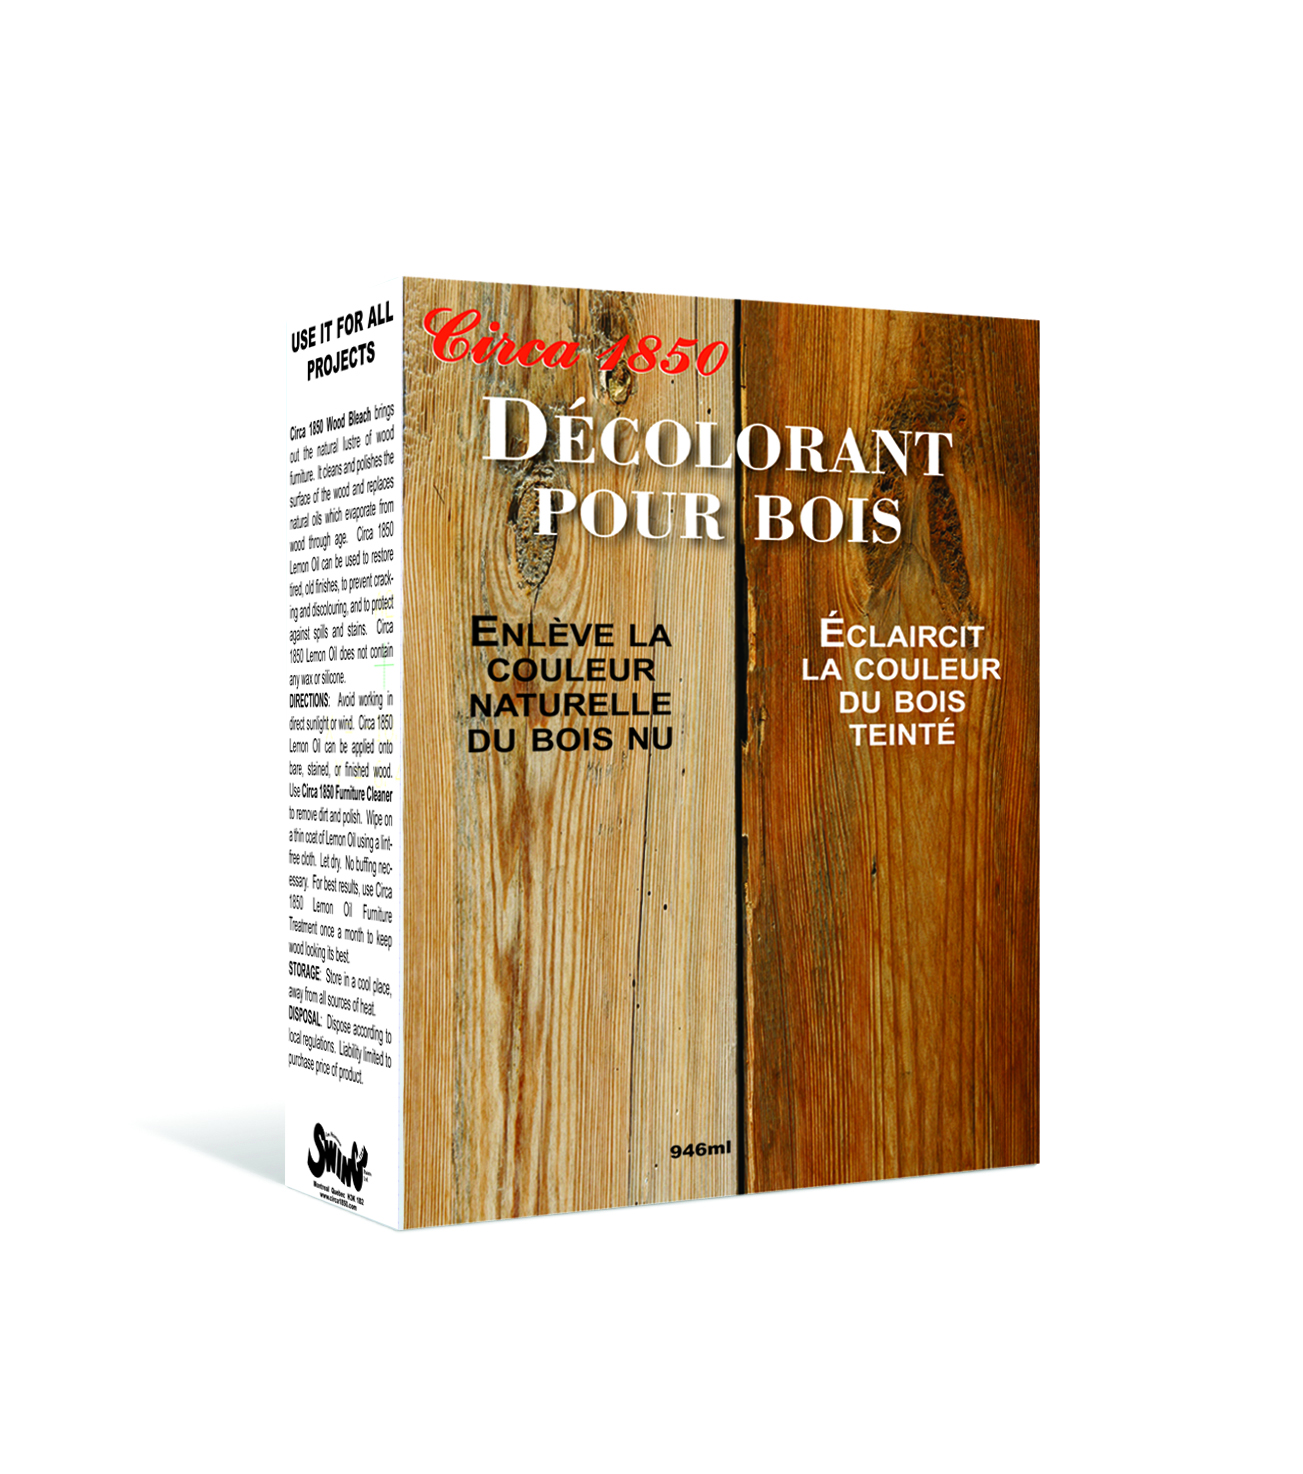 USE IT FOR ALL
PROJECTS
Circa 1850 Wood Bleach brings
out the natural lustre of wood
furniture. It cleans and polishes the
surface of the wood and replaces
natural oils which evaporate from
wood through age. Circa 1850
Lemon Oil can be used to restore
tired, old finishes, to prevent crack-
ing and discolouring, and to protect
against spills and stains. Circa
1850 Lemon Oil does not contain
any wax or silicone.
DIRECTIONS: Avoid working in
direct sunlight or wind. Circa 1850
Lemon Oil can be applied onto
bare, stained, or finished wood.
Use Circa 1850 Furniture Cleaner
to remove dirt and polish. Wipe on
a thin coat of Lemon Oil using a lint-
free cloth. Let dry. No buffing nec-
essary. For best results, use Circa
1850 Lemon Oil Furniture
Treatment once a month to keep
wood looking its best.
STORAGE: Store in a cool place,
away from all sources of heat.
DISPOSAL: Dispose according to
local regulations. Liability limited to
purchase price of product.
SWING
Montreal Quebec H3K 1B2
www.circa1850.com
Circa 1850
DÉCOLORANT
POUR BOIS
ENLÈVE LA
COULEUR
NATURELLE
DU BOIS NU
ÉCLAIRCIT
LA COULEUR
DU BOIS
TEINTÉ
946ml